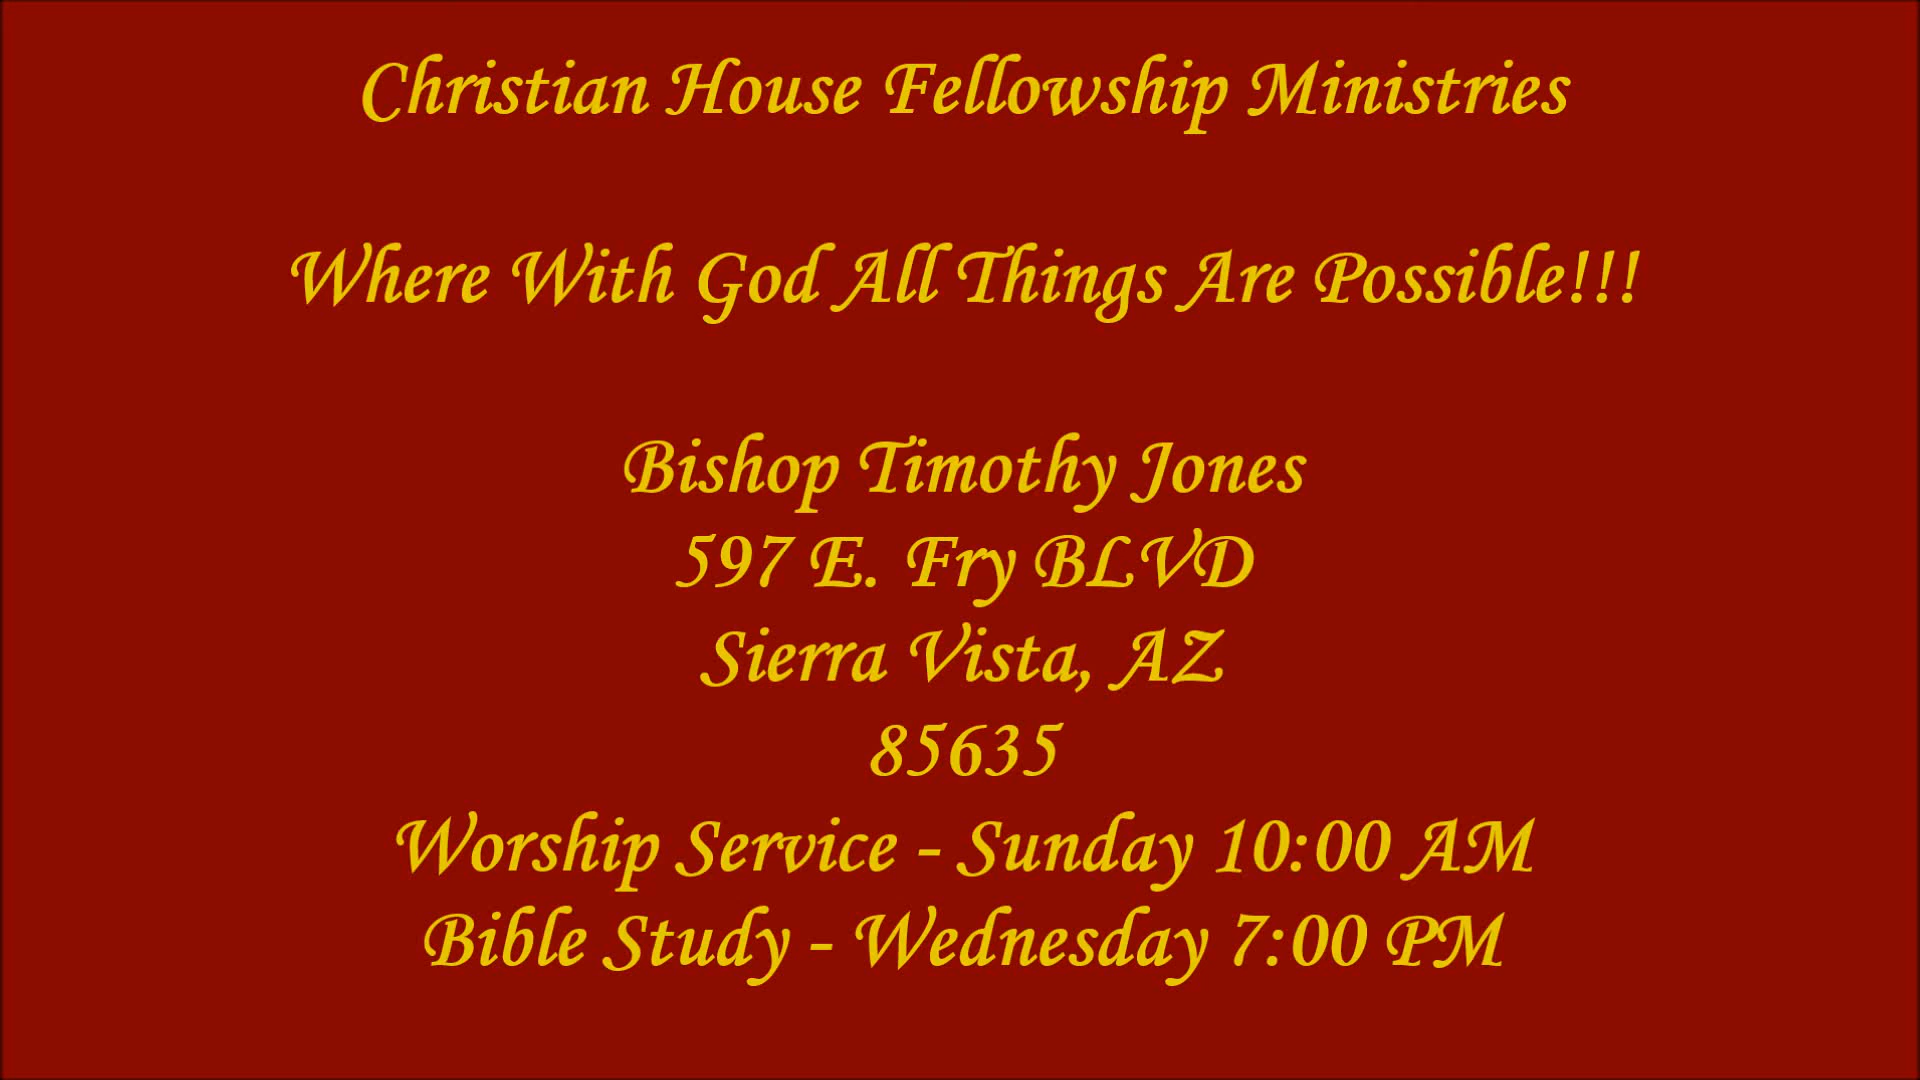 Christian House Fellowship Ministries
Where With God All Things Are Possible!!!
Bishop Timothy Jones
597 E. Fry BLVD
Sierra Vista, AZ
85635
Worship Service - Sunday 10:00 AM
Bible Study - Wednesday 7:00 PM